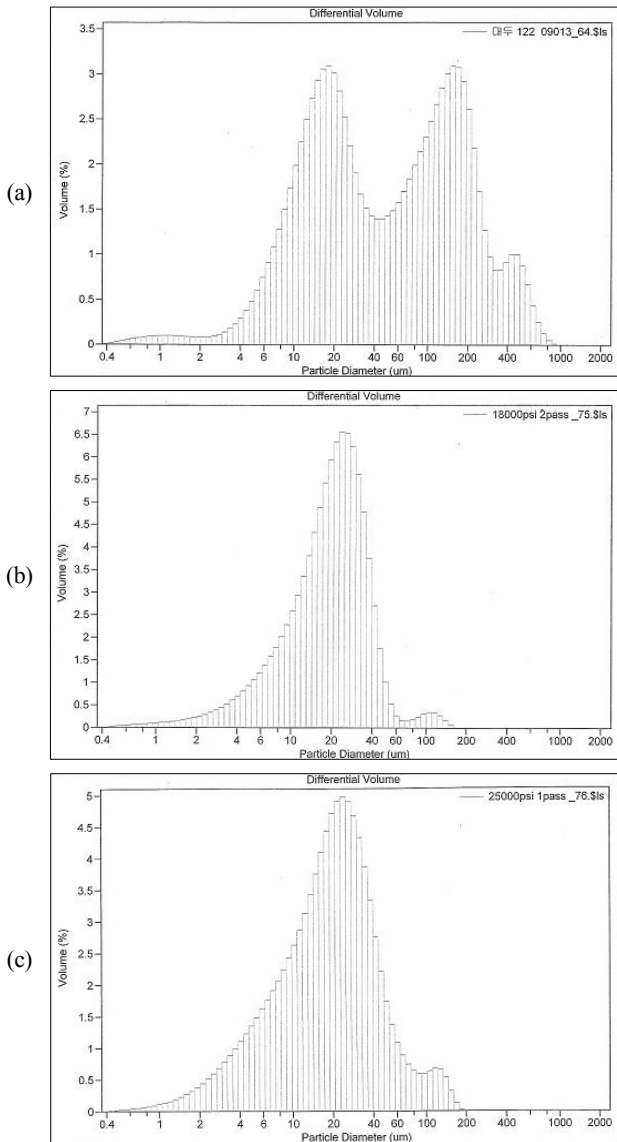 (a)
Differential Volume
대두 122 09013_64.$ls
Volume (%)
3.5
3
2.5
2
1.5
1
0.5
0
0.4 1 2 4 6 10 20 40 60 100 200 400 1000 2000
Particle Diameter (um)
(b)
Differential Volume
18000psi 2pass _75.$ls
Volume (%)
7
6.5
6
5.5
5
4.5
4
3.5
3
2.5
2
1.5
1
0.5
0
0.4 1 2 4 6 10 20 40 60 100 200 400 1000 2000
Particle Diameter (um)
(c)
Differential Volume
25000psi 1pass _76.$ls
Volume (%)
5
4.5
4
3.5
3
2.5
2
1.5
1
0.5
0
0.4 1 2 4 6 10 20 40 60 100 200 400 1000 2000
Particle Diameter (um)